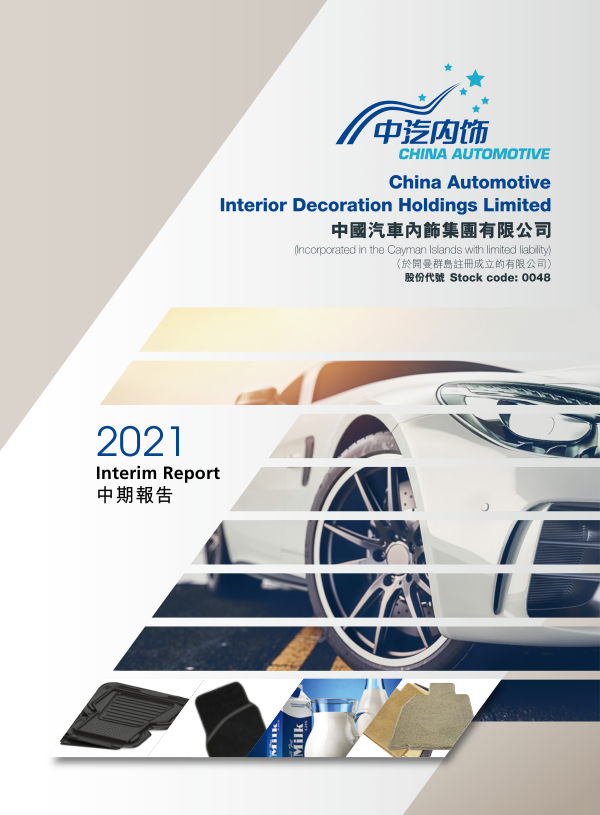 中汽内饰
CHINA AUTOMOTIVE
China Automotive
Interior Decoration Holdings Limited
中國汽車內飾集團有限公司
(Incorporated in the Cayman Islands with limited liability)
（於開曼群島註冊成立的有限公司）
股份代號 Stock code: 0048
2021
Interim Report
中期報告
Milk
Milk